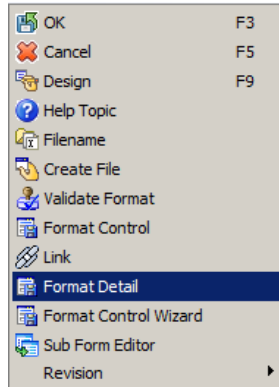 OK F3
Cancel F5
Design F9
Help Topic
Filename
Create File
Validate Format
Format Control
Link
Format Detail
Format Control Wizard
Sub Form Editor
Revision